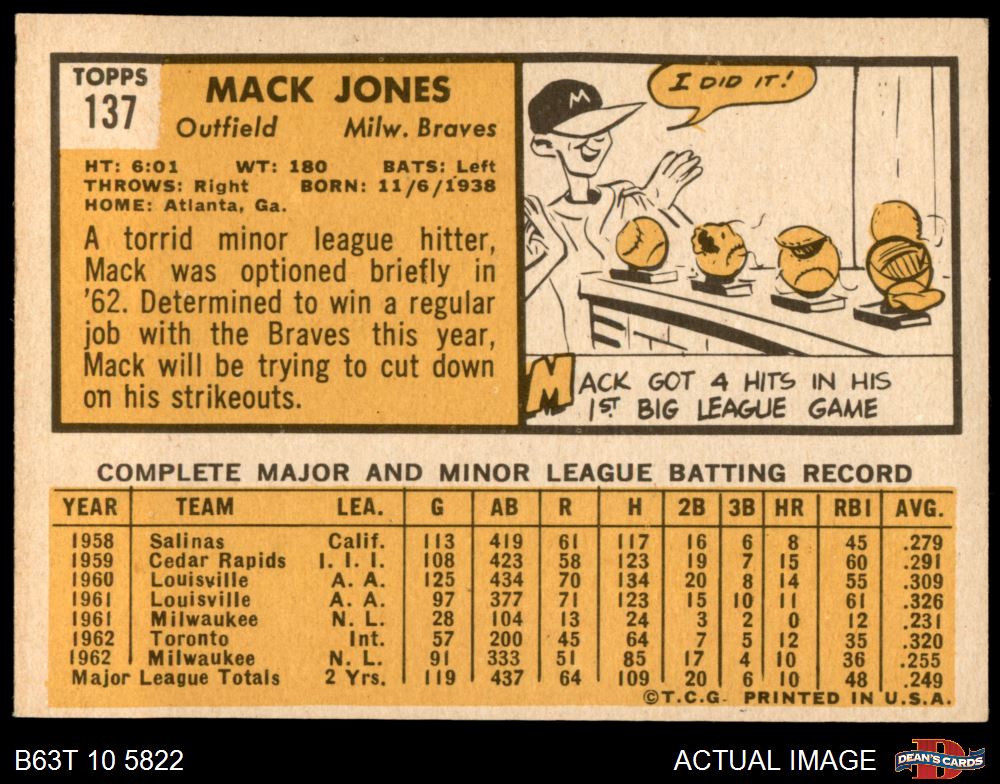 TOPPS
137
MACK JONES
Outfield Milw. Braves
HT: 6:01 WT: 180 BATS: Left
THROWS: Right BORN: 11/6/1938
HOME: Atlanta, Ga.
A torrid minor league hitter,
Mack was optioned briefly in
'62. Determined to win a regular
job with the Braves this year,
Mack will be trying to cut down
on his strikeouts.
I DID IT!
M
MACK GOT 4 HITS IN HIS
1ST BIG LEAGUE GAME
COMPLETE MAJOR AND MINOR LEAGUE BATTING RECORD
YEAR TEAM LEA. G AB R H 2B 3B HR RBI AVG.
1958 Salinas Calif. 113 419 61 117 16 6 8 45 .279
1959 Cedar Rapids I. I. I. 108 423 58 123 19 7 15 60 .291
1960 Louisville A. A. 125 434 70 134 20 8 14 55 .309
1961 Louisville A. A. 97 377 71 123 15 10 11 61 .326
1961 Milwaukee N. L. 28 104 13 24 3 2 0 12 .231
1962 Toronto Int. 57 200 45 64 7 5 12 35 .320
1962 Milwaukee N. L. 91 333 51 85 17 4 10 36 .255
Major League Totals 2 Yrs. 119 437 64 109 20 6 10 48 .249
©T.C.G. PRINTED IN U.S.A.
B63T 10 5822 ACTUAL IMAGE DEAN'S CARDS